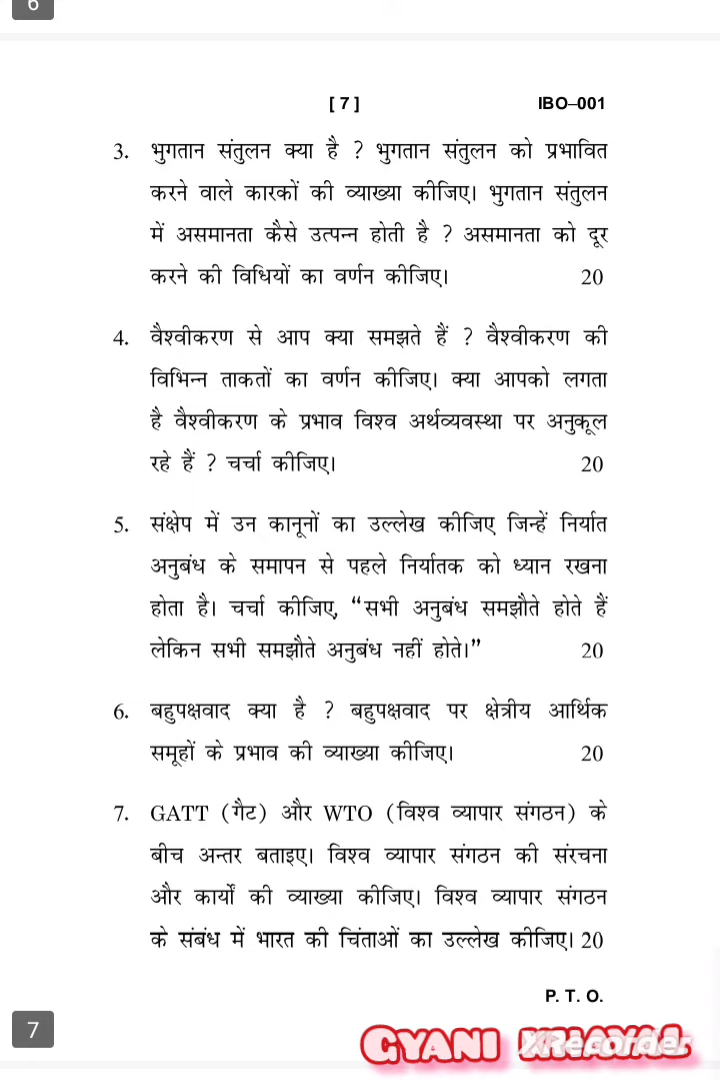 6
[ 7 ] IBO–001
3. भुगतान संतुलन क्या है ? भुगतान संतुलन को प्रभावित
करने वाले कारकों की व्याख्या कीजिए। भुगतान संतुलन
में असमानता कैसे उत्पन्न होती है ? असमानता को दूर
करने की विधियों का वर्णन कीजिए। 20
4. वैश्वीकरण से आप क्या समझते हैं ? वैश्वीकरण की
विभिन्न ताकतों का वर्णन कीजिए। क्या आपको लगता
है वैश्वीकरण के प्रभाव विश्व अर्थव्यवस्था पर अनुकूल
रहे हैं ? चर्चा कीजिए। 20
5. संक्षेप में उन कानूनों का उल्लेख कीजिए जिन्हें निर्यात
अनुबंध के समापन से पहले निर्यातक को ध्यान रखना
होता है। चर्चा कीजिए, “सभी अनुबंध समझौते होते हैं
लेकिन सभी समझौते अनुबंध नहीं होते।” 20
6. बहुपक्षवाद क्या है ? बहुपक्षवाद पर क्षेत्रीय आर्थिक
समूहों के प्रभाव की व्याख्या कीजिए। 20
7. GATT (गैट) और WTO (विश्व व्यापार संगठन) के
बीच अन्तर बताइए। विश्व व्यापार संगठन की संरचना
और कार्यों की व्याख्या कीजिए। विश्व व्यापार संगठन
के संबंध में भारत की चिंताओं का उल्लेख कीजिए। 20
P. T. O.
7
GYANI XRecorder